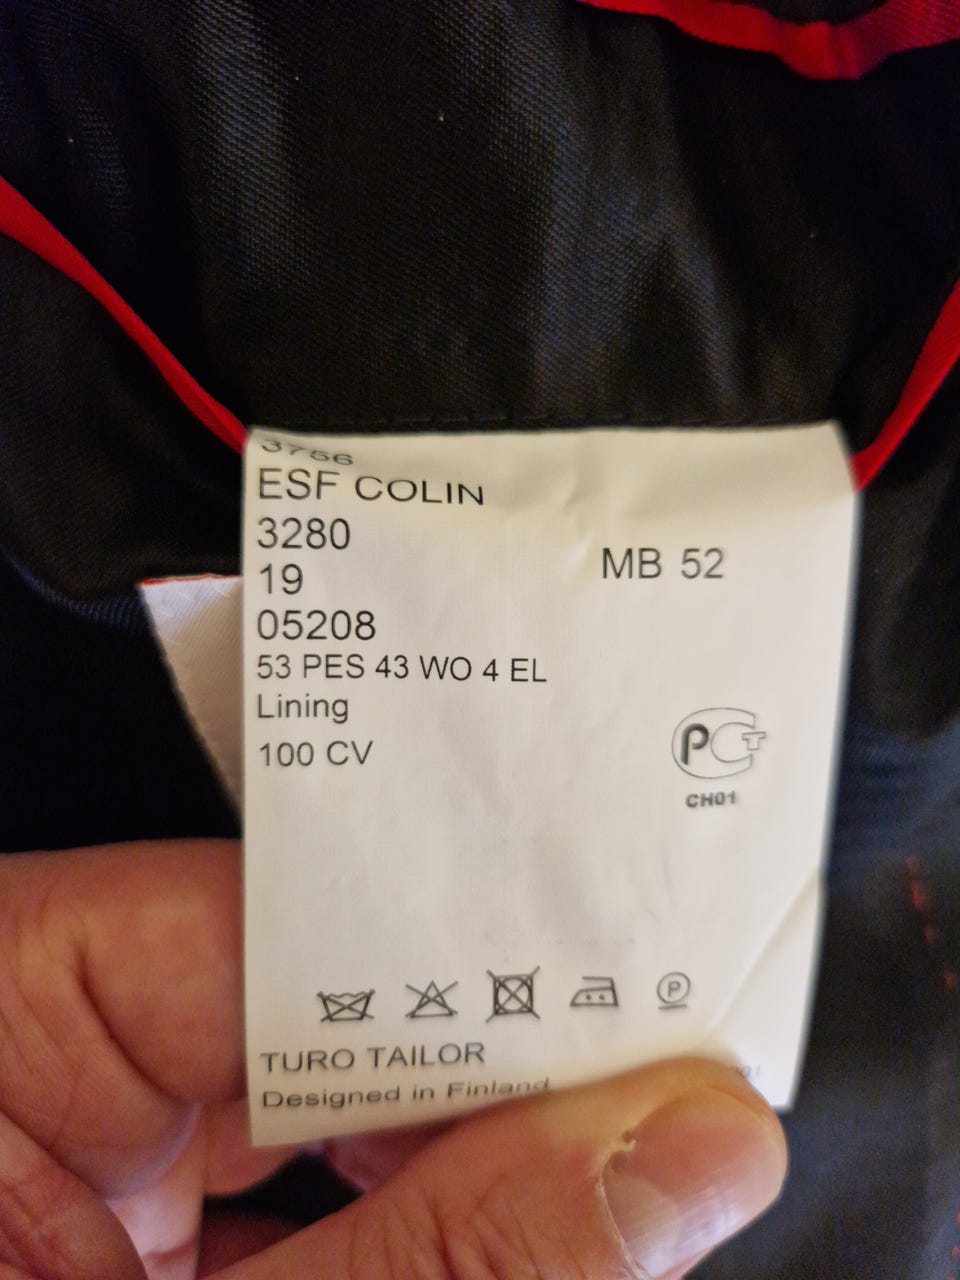 3756
ESF COLIN
3280
19
MB 52
05208
53 PES 43 WO 4 EL
Lining
100 CV
PCT
CH01
P
TURO TAILOR
Designed in Finland